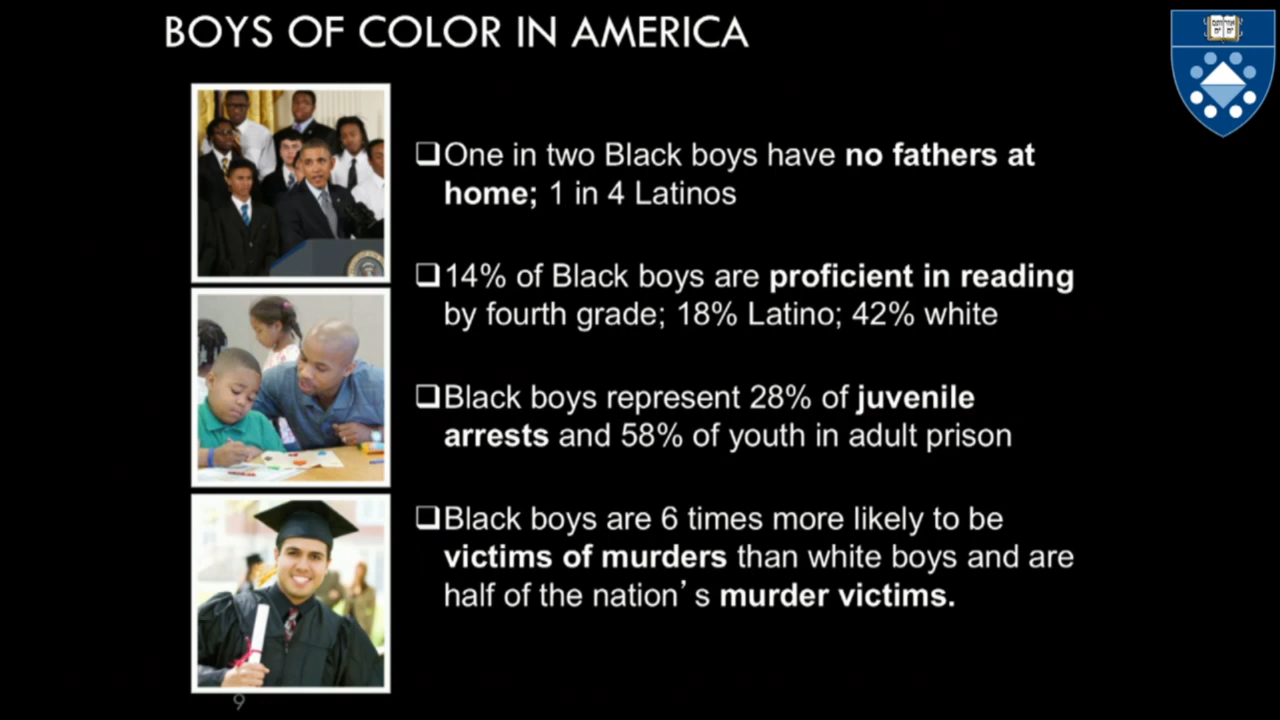 BOYS OF COLOR IN AMERICA
One in two Black boys have no fathers at
home; 1 in 4 Latinos
14% of Black boys are proficient in reading
by fourth grade; 18% Latino; 42% white
Black boys represent 28% of juvenile
arrests and 58% of youth in adult prison
Black boys are 6 times more likely to be
victims of murders than white boys and are
half of the nation’s murder victims.
9